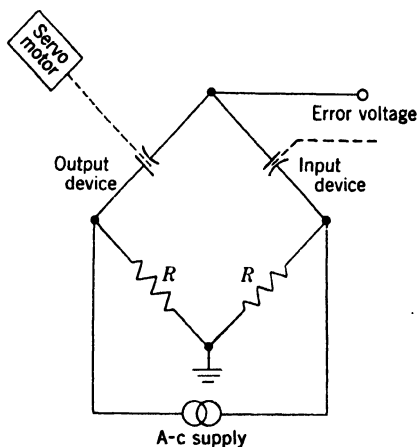 Servo
motor
Error voltage
Output
device
Input
device
R
R
A-c supply